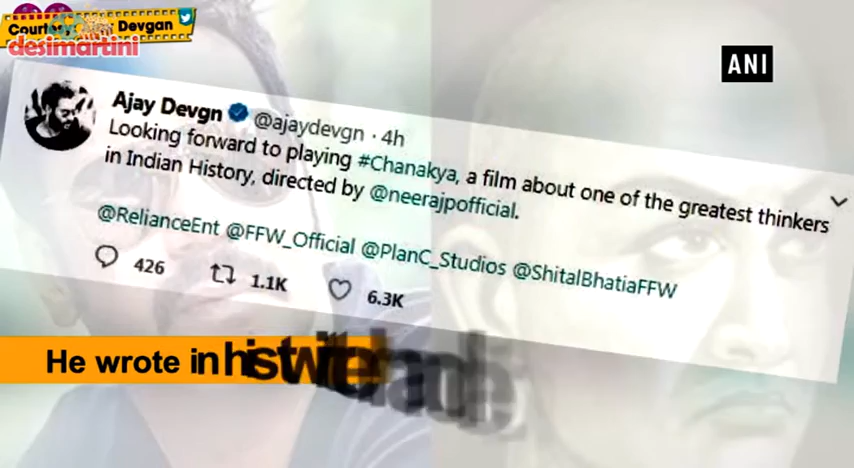 Courtesy Devgan
desimartini
ANI
Ajay Devgn @ajaydevgn · 4h
Looking forward to playing #Chanakya, a film about one of the greatest thinkers
in Indian History, directed by @neerajpofficial.
@RelianceEnt @FFW_Official @PlanC_Studios @ShitalBhatiaFFW
426 1.1K 6.3K
He wrote in his twitter